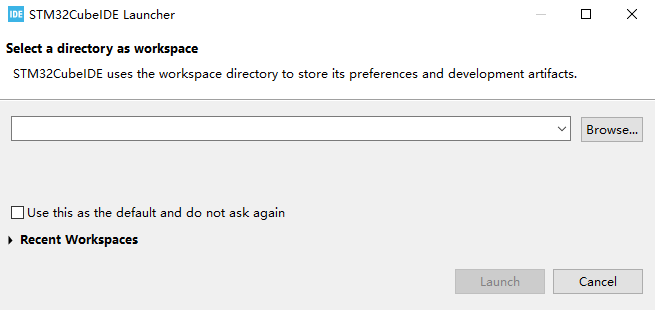 IDE STM32CubeIDE Launcher
Select a directory as workspace
STM32CubeIDE uses the workspace directory to store its preferences and development artifacts.
Browse...
Use this as the default and do not ask again
Recent Workspaces
Launch Cancel